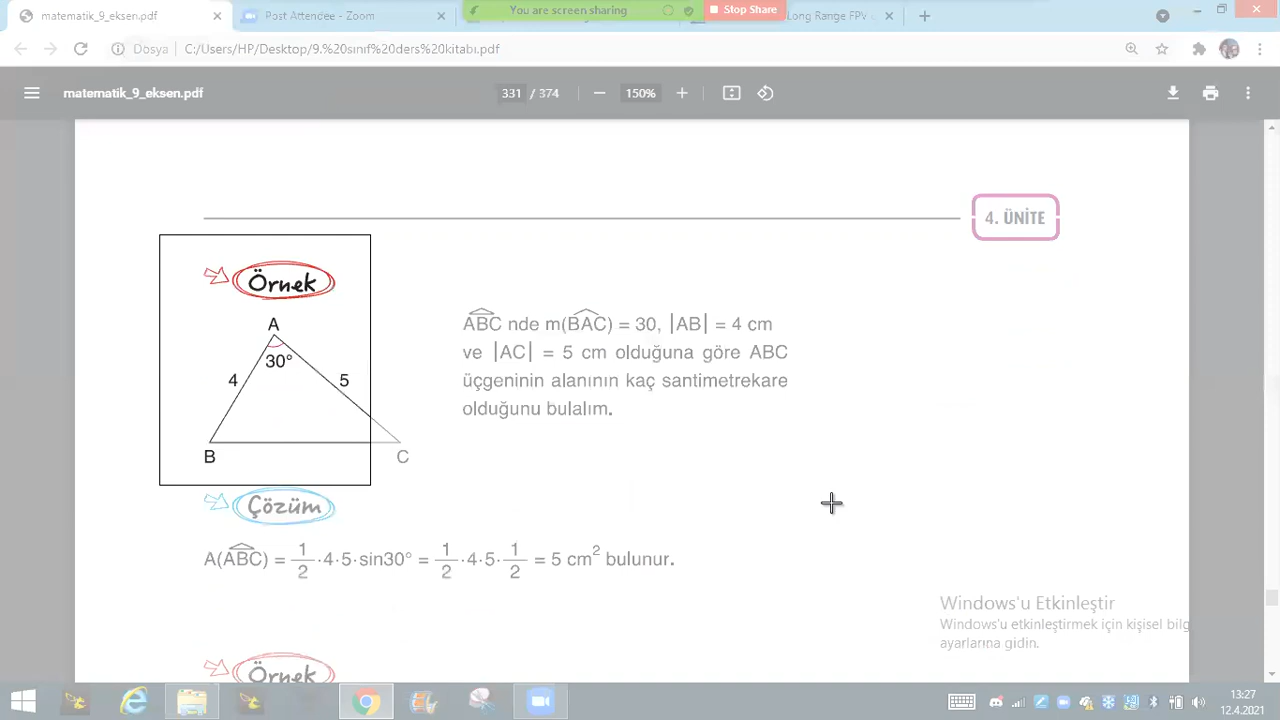 matematik_9_eksen.pdf
Post Attendee - Zoom
You are screen sharing
Stop Share
Long Range FPV
Dosya
C:/Users/HP/Desktop/9.%20sınıf%20ders%20kitabı.pdf
matematik_9_eksen.pdf
331 / 374
150%
4. ÜNİTE
Örnek
A
30°
4
5
B
C
ABC nde m(BAC) = 30, |AB| = 4 cm
ve |AC| = 5 cm olduğuna göre ABC
üçgeninin alanının kaç santimetrekare
olduğunu bulalım.
Çözüm
A(ABC) = 1/2 · 4 · 5 · sin30° = 1/2 · 4 · 5 · 1/2 = 5 cm² bulunur.
Windows'u Etkinleştir
Windows'u etkinleştirmek için kişisel bilg
ayarlarına gidin.
Örnek
13:27
12.4.2021